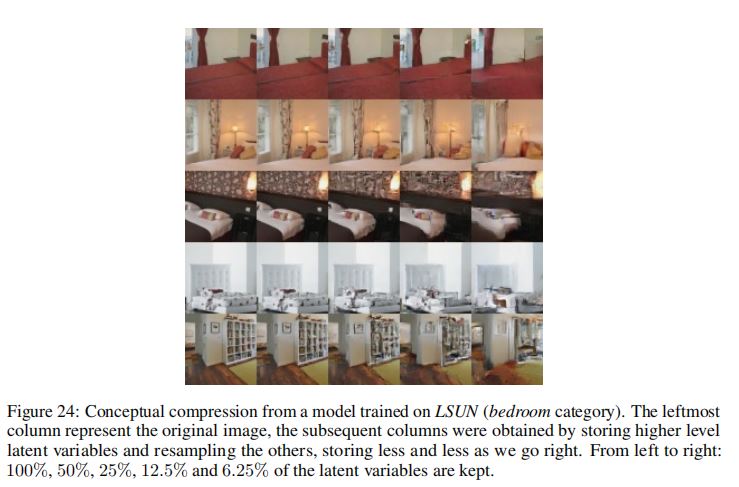 Figure 24: Conceptual compression from a model trained on LSUN (bedroom category). The leftmost
column represent the original image, the subsequent columns were obtained by storing higher level
latent variables and resampling the others, storing less and less as we go right. From left to right:
100%, 50%, 25%, 12.5% and 6.25% of the latent variables are kept.